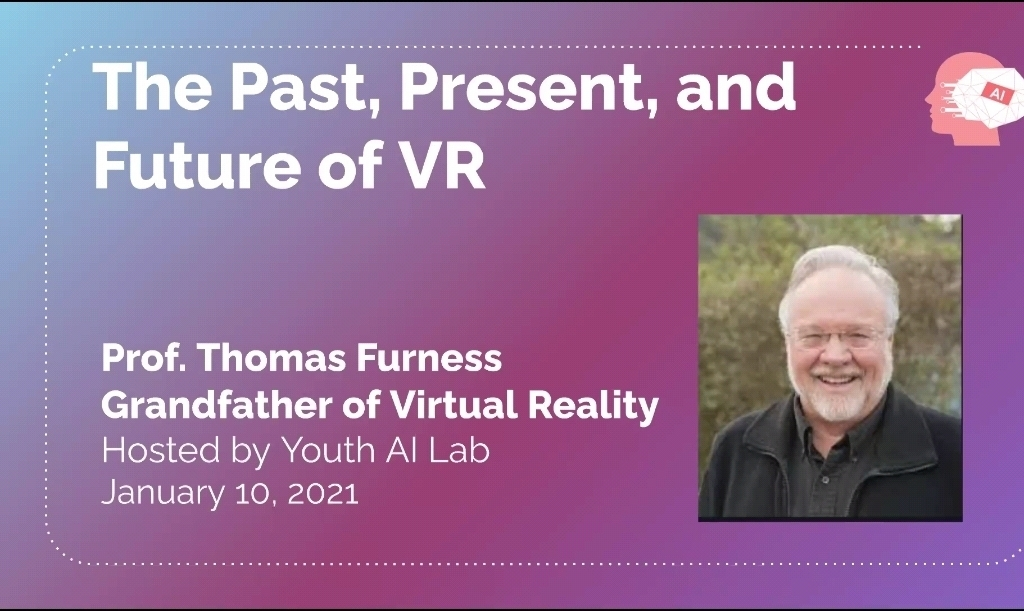 The Past, Present, and
Future of VR
AI
Prof. Thomas Furness
Grandfather of Virtual Reality
Hosted by Youth AI Lab
January 10, 2021